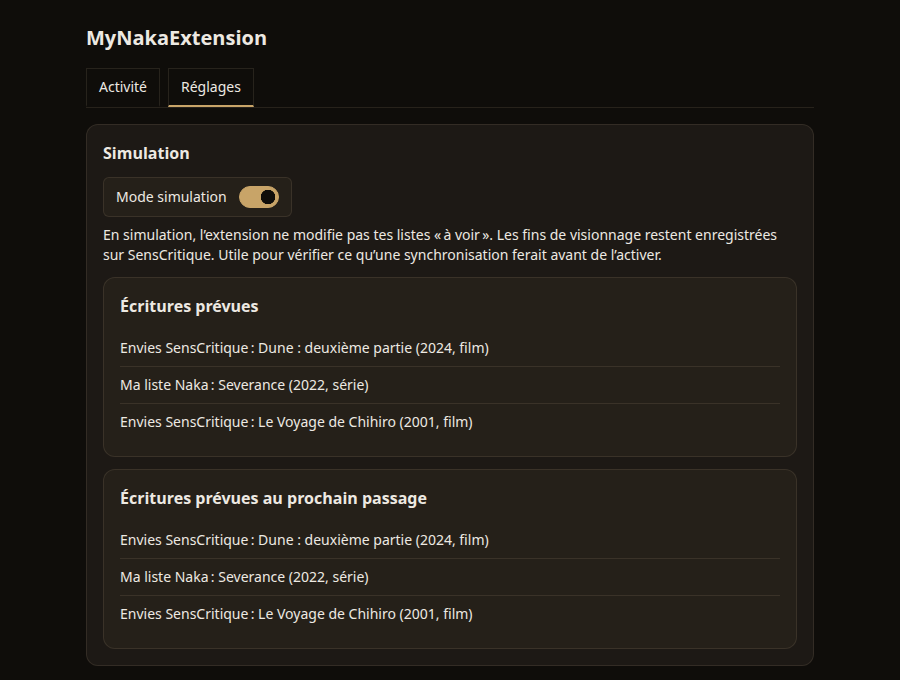 MyNakaExtension
Activité
Réglages
Simulation
Mode simulation
En simulation, l’extension ne modifie pas tes listes « à voir ». Les fins de visionnage restent enregistrées
sur SensCritique. Utile pour vérifier ce qu’une synchronisation ferait avant de l’activer.
Écritures prévues
Envies SensCritique : Dune : deuxième partie (2024, film)
Ma liste Naka : Severance (2022, série)
Envies SensCritique : Le Voyage de Chihiro (2001, film)
Écritures prévues au prochain passage
Envies SensCritique : Dune : deuxième partie (2024, film)
Ma liste Naka : Severance (2022, série)
Envies SensCritique : Le Voyage de Chihiro (2001, film)